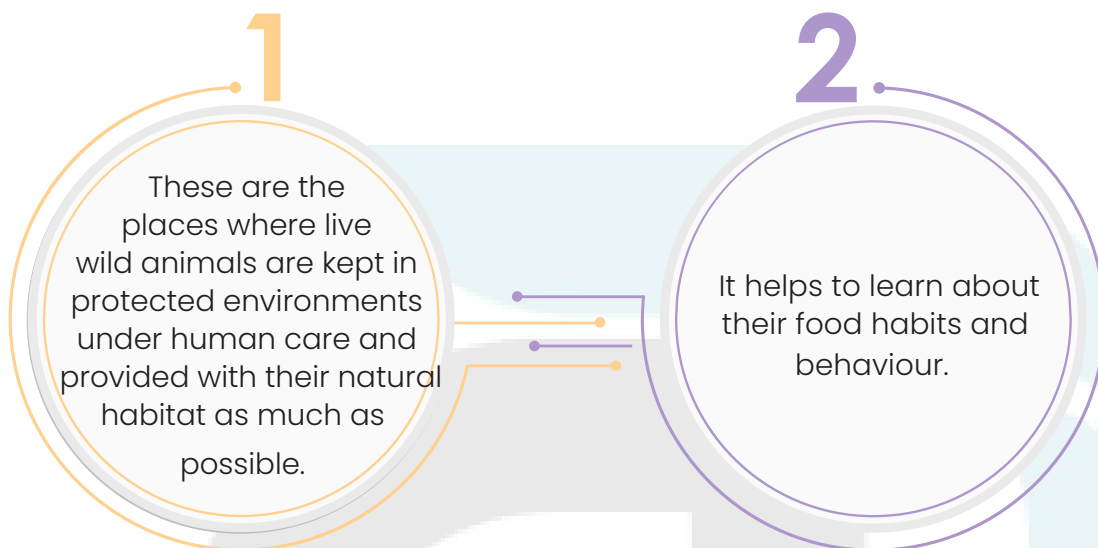 1
These are the
places where live
wild animals are kept in
protected environments
under human care and
provided with their natural
habitat as much as
possible.
2
It helps to learn about
their food habits and
behaviour.